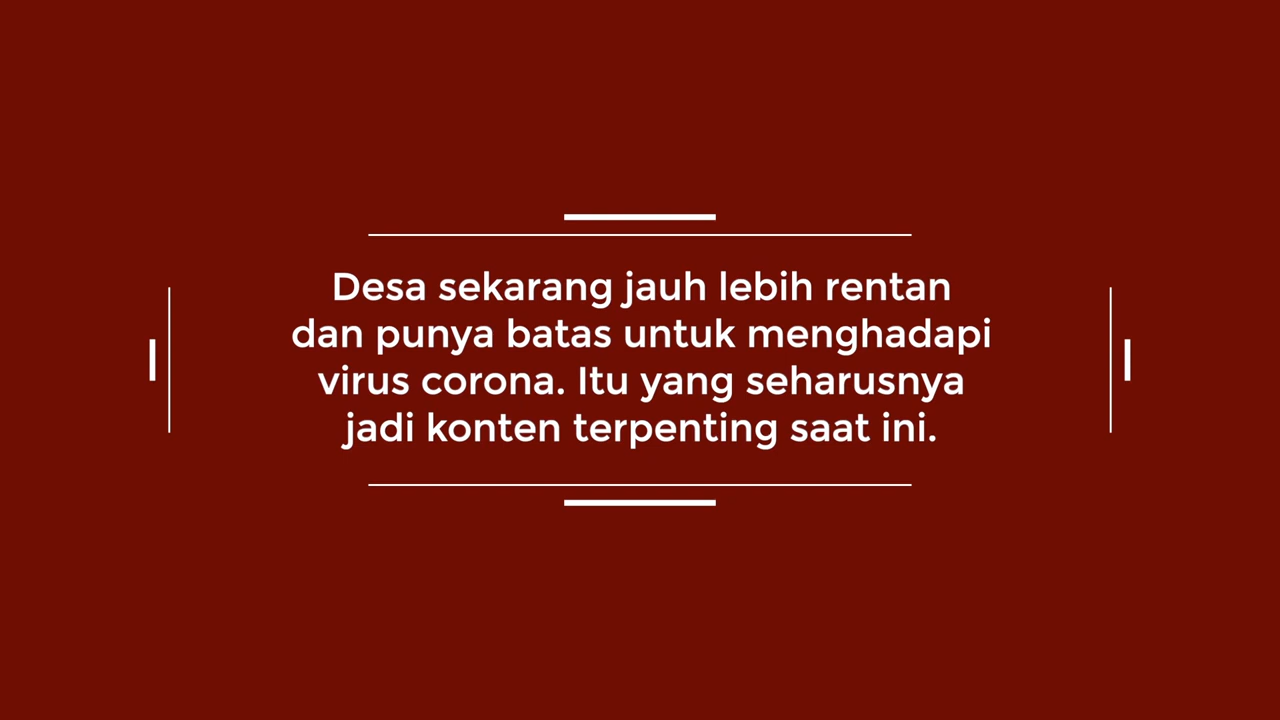 Desa sekarang jauh lebih rentan
dan punya batas untuk menghadapi
virus corona. Itu yang seharusnya
jadi konten terpenting saat ini.